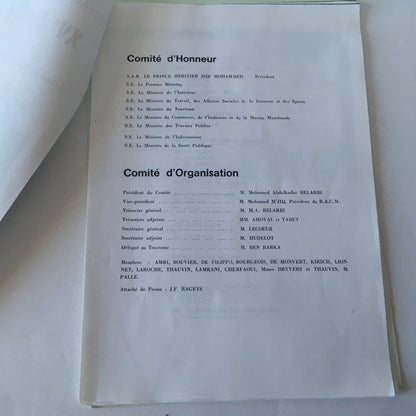 Comité d'Honneur
S.A.R. LE PRINCE HERITIER SIDI MOHAMMED Président
S.E. Le Premier Ministre
S.E. Le Ministre de l'Intérieur
S.E. Le Ministre du Travail, des Affaires Sociales de la Jeunesse et des Sports
S.E. Le Ministre du Tourisme
S.E. Le Ministre du Commerce, de l'Industrie et de la Marine Marchande
S.E. Le Ministre des Travaux Publics
S.E. Le Ministre de l'Information
S.E. Le Ministre de la Santé Publique
Comité d'Organisation
Président du Comité M. Mohamed Abdelkader BELARBI
Vice-président M. Mohamed M'JID, Président du R.A.C.M.
Trésorier général M. M.A. BELARBI
Trésoriers adjoints MM. AMOYAL et TAHCT
Secrétaire général M. LECOEUR
Secrétaire adjoint M. HUDELOT
Délégué au Tourisme M. BEN BARKA
Membres : AMRI, BOUVIER, DE FILIPPO, BOURGEOIS, DE MONVERT, KIRICH, LION-
NET, LAROCHE, THAUVIN, LAMRANI, CHERFAOUI, Mmes DRYVERS et THAUVIN, M.
PALLE.
Attaché de Presse : J.F. RAGEYS